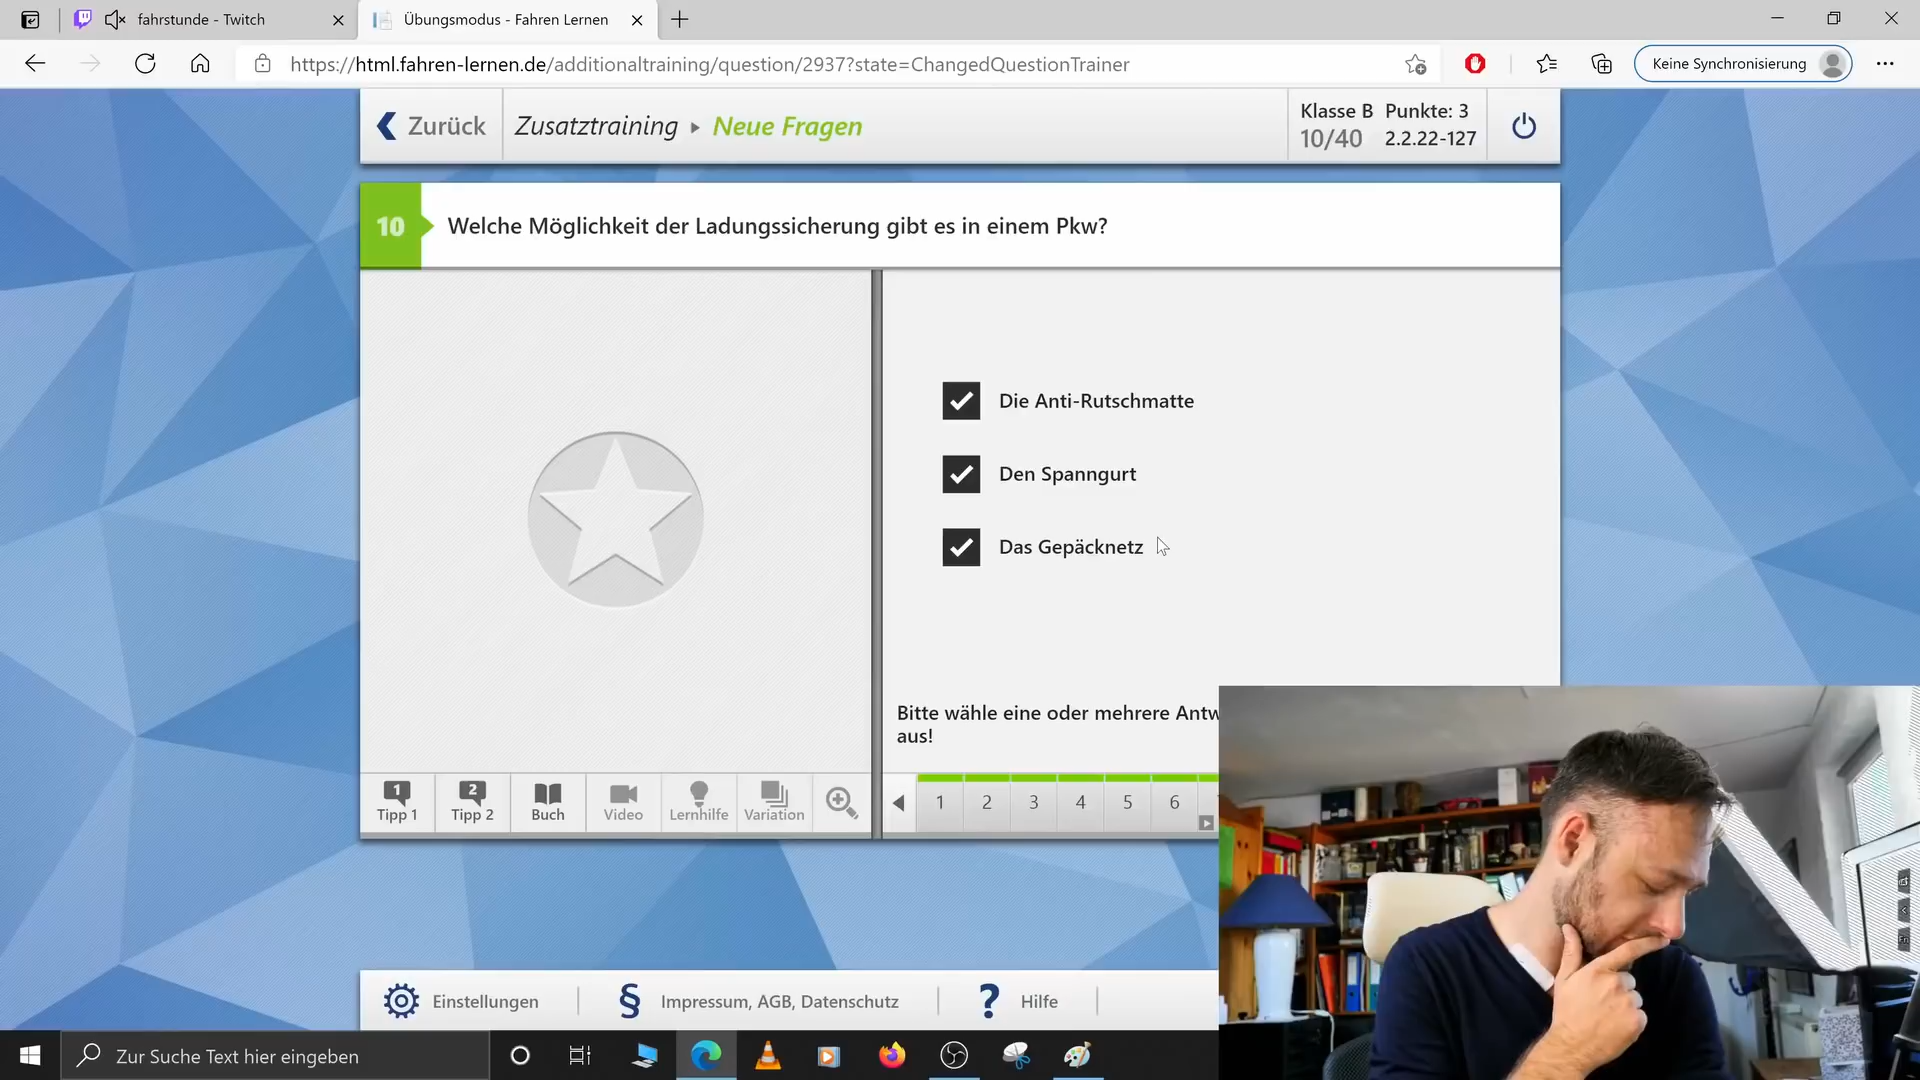 fahrstunde - Twitch
Übungsmodus - Fahren Lernen
https://html.fahren-lernen.de/additionaltraining/question/2937?state=ChangedQuestionTrainer
Keine Synchronisierung
Zurück
Zusatztraining ▸ Neue Fragen
Klasse B Punkte: 3
10/40 2.2.22-127
10 Welche Möglichkeit der Ladungssicherung gibt es in einem Pkw?
Die Anti-Rutschmatte
Den Spanngurt
Das Gepäcknetz
Bitte wähle eine oder mehrere Antw
aus!
1 2
Tipp 1 Tipp 2 Buch Video Lernhilfe Variation
1 2 3 4 5 6
Einstellungen § Impressum, AGB, Datenschutz ? Hilfe
Zur Suche Text hier eingeben